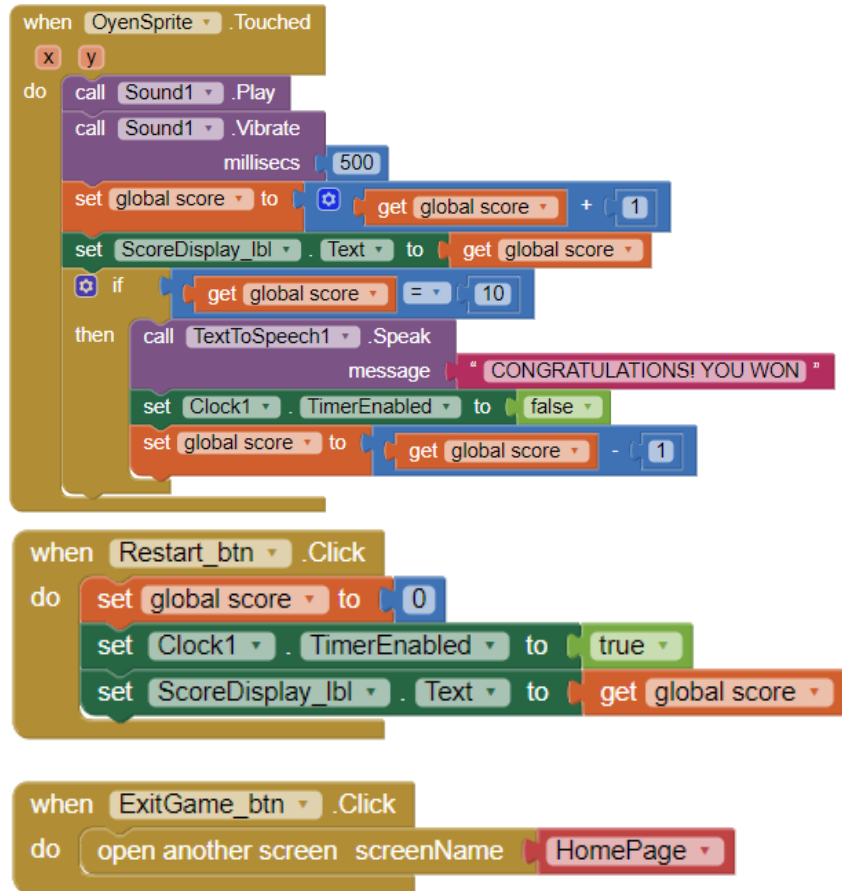 when OyenSprite .Touched
x y
do call Sound1 .Play
call Sound1 .Vibrate
millisecs 500
set global score to get global score + 1
set ScoreDisplay_lbl . Text to get global score
if get global score = 10
then call TextToSpeech1 .Speak
message " CONGRATULATIONS! YOU WON "
set Clock1 . TimerEnabled to false
set global score to get global score - 1
when Restart_btn .Click
do set global score to 0
set Clock1 . TimerEnabled to true
set ScoreDisplay_lbl . Text to get global score
when ExitGame_btn .Click
do open another screen screenName HomePage